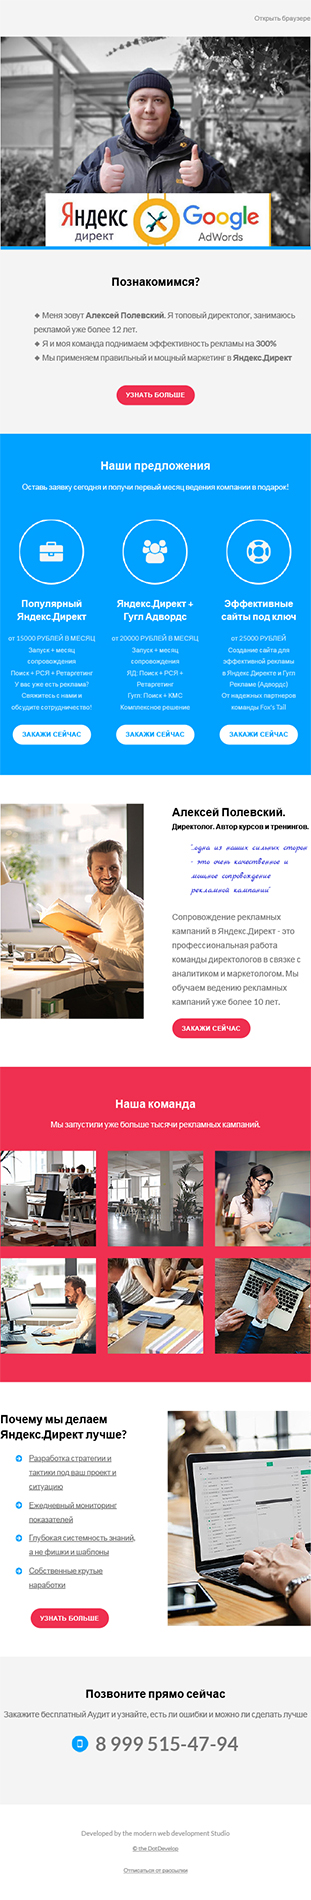 Открыть браузере
Яндекс
директ
Google
AdWords
Познакомимся?
❖ Меня зовут Алексей Полевский. Я топовый директолог, занимаюсь
рекламой уже более 12 лет.
❖ Я и моя команда поднимаем эффективность рекламы на 300%
❖ Мы применяем правильный и мощный маркетинг в Яндекс.Директ
УЗНАТЬ БОЛЬШЕ
Наши предложения
Оставь заявку сегодня и получи первый месяц ведения компании в подарок!
Популярный
Яндекс.Директ
от 15000 РУБЛЕЙ В МЕСЯЦ
Запуск + месяц
сопровождения
Поиск + РСЯ + Ретаргетинг
У вас уже есть реклама?
Свяжитесь с нами и
обсудите сотрудничество!
ЗАКАЖИ СЕЙЧАС
Яндекс.Директ +
Гугл Адвордс
от 20000 РУБЛЕЙ В МЕСЯЦ
Запуск + месяц
сопровождения
ЯД: Поиск + РСЯ +
Ретаргетинг
Гугл: Поиск + КМС
Комплексное решение
ЗАКАЖИ СЕЙЧАС
Эффективные
сайты под ключ
от 25000 РУБЛЕЙ
Создание сайта для
эффективной рекламы
в Яндекс.Директе и Гугл
Рекламе (Адвордс)
От надежных партнеров
команды Fox's Tail
ЗАКАЖИ СЕЙЧАС
Алексей Полевский.
Директолог. Автор курсов и тренингов.
"одна из наших сильных сторон
- это очень качественное и
мощное сопровождение
рекламной кампании"
Сопровождение рекламных
кампаний в Яндекс.Директ - это
профессиональная работа
команды директологов в связке с
аналитиком и маркетологом. Мы
обучаем ведению рекламных
кампаний уже более 10 лет.
ЗАКАЖИ СЕЙЧАС
Наша команда
Мы запустили уже больше тысячи рекламных кампаний.
Почему мы делаем
Яндекс.Директ лучше?
Разработка стратегии и
тактики под ваш проект и
ситуацию
Ежедневный мониторинг
показателей
Глубокая системность знаний,
а не фишки и шаблоны
Собственные крутые
наработки
УЗНАТЬ БОЛЬШЕ
Позвоните прямо сейчас
Закажите бесплатный Аудит и узнайте, есть ли ошибки и можно ли сделать лучше
8 999 515-47-94
Developed by the modern web development Studio
© the DotDevelop
Отписаться от рассылки